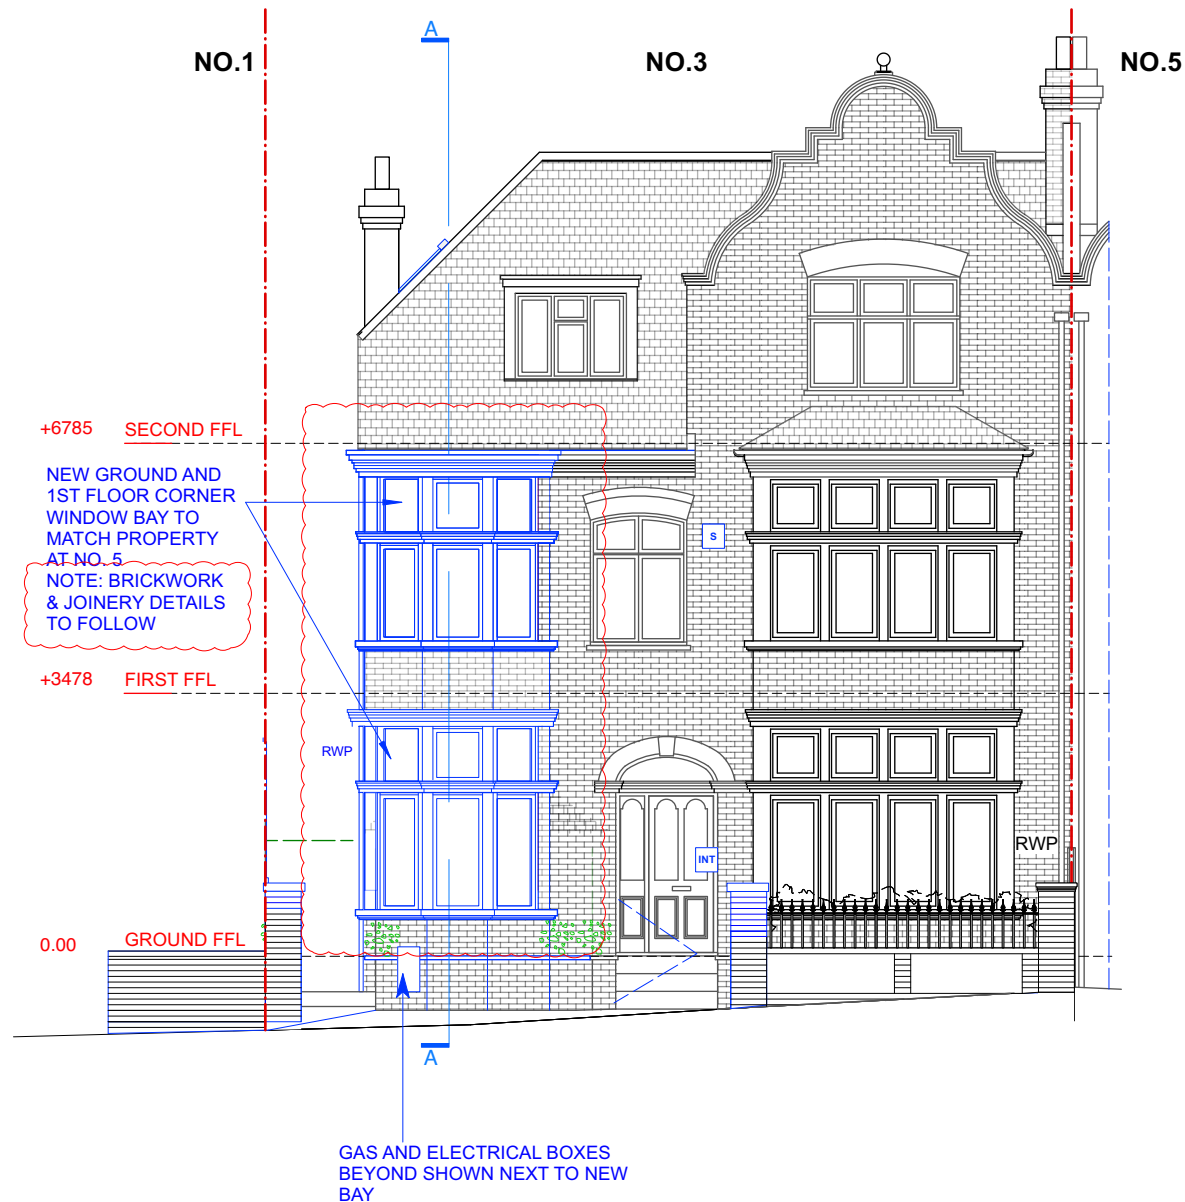 A
NO.1
NO.3
NO.5
+6785 SECOND FFL
NEW GROUND AND
1ST FLOOR CORNER
WINDOW BAY TO
MATCH PROPERTY
AT NO. 5
NOTE: BRICKWORK
& JOINERY DETAILS
TO FOLLOW
S
+3478 FIRST FFL
RWP
RWP
INT
0.00 GROUND FFL
A
GAS AND ELECTRICAL BOXES
BEYOND SHOWN NEXT TO NEW
BAY